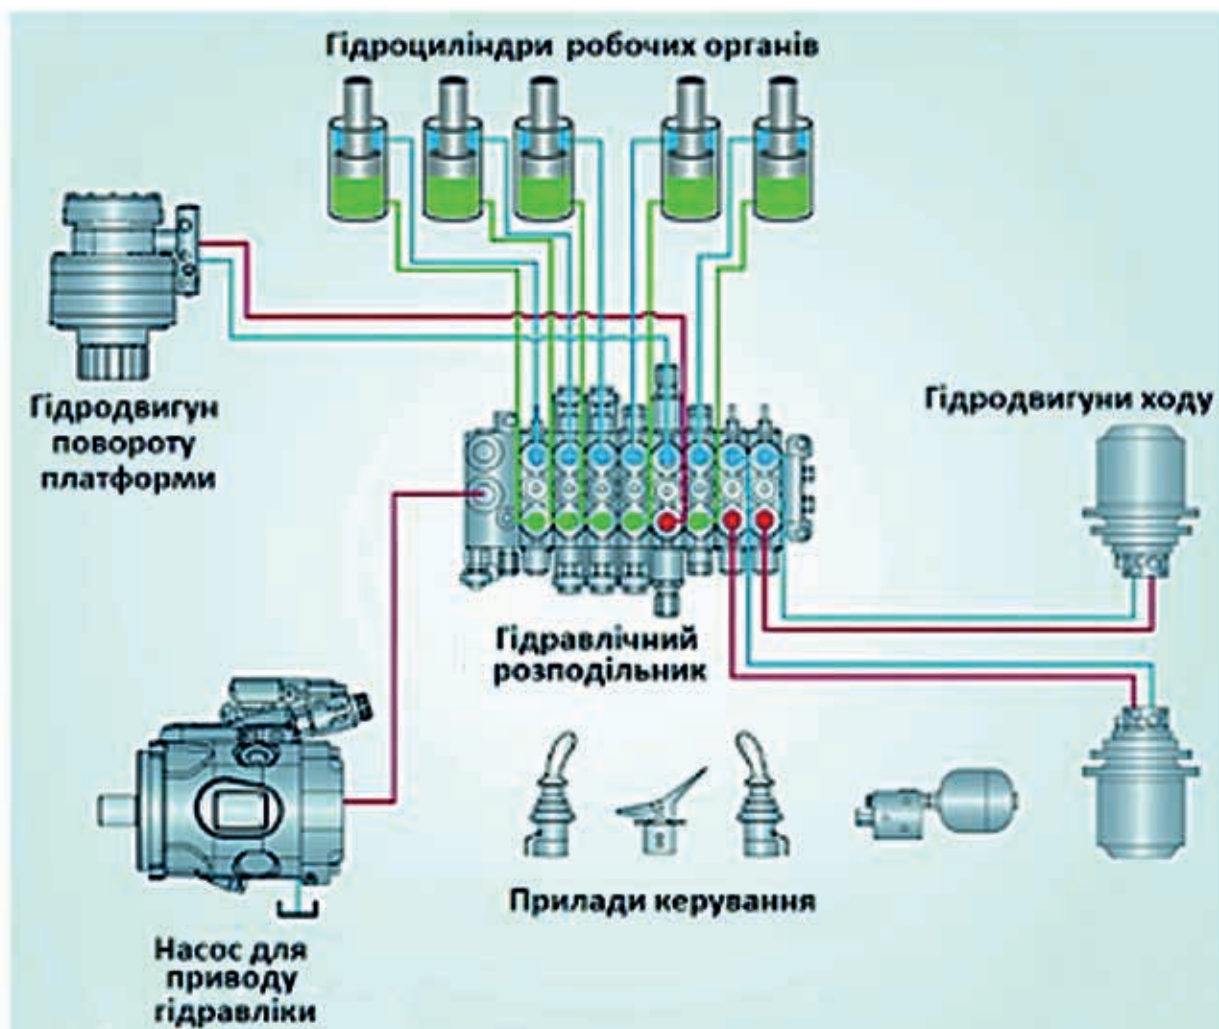 Гідроциліндри робочих органів
Гідродвигун
повороту
платформи
Гідродвигуни ходу
Гідравлічний
розподільник
Прилади керування
Насос для
приводу
гідравліки